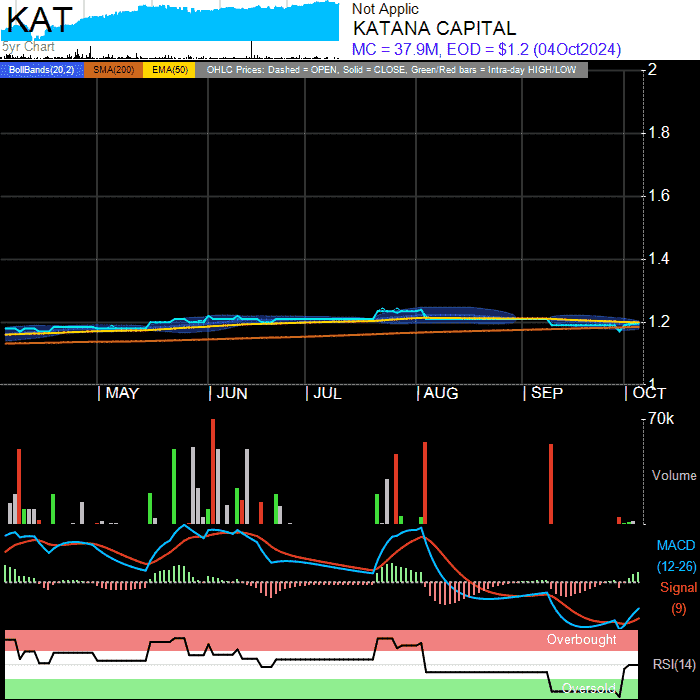 KAT
5yr Chart
Not Applic
KATANA CAPITAL
MC = 37.9M, EOD = $1.2 (04Oct2024)
BollBands(20,2) SMA(200) EMA(50) OHLC Prices: Dashed = OPEN, Solid = CLOSE, Green/Red bars = Intra-day HIGH/LOW
2
1.8
1.6
1.4
1.2
1
MAY JUN JUL AUG SEP OCT
70k
Volume
MACD
(12-26)
Signal
(9)
Overbought
RSI(14)
Oversold